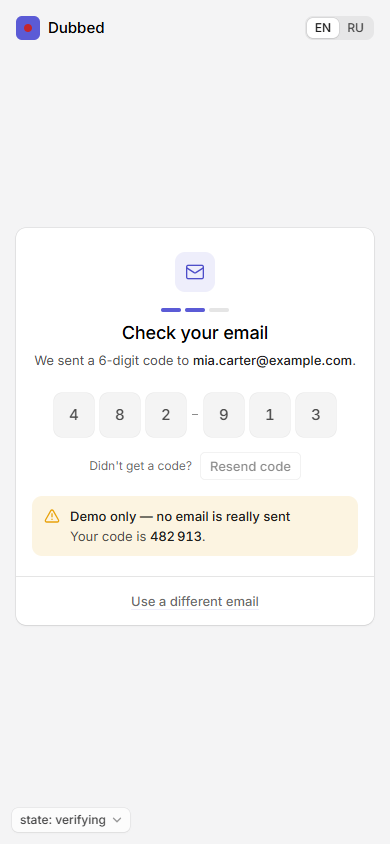 Dubbed
EN RU
Check your email
We sent a 6-digit code to mia.carter@example.com.
4 8 2 – 9 1 3
Didn't get a code? Resend code
Demo only — no email is really sent
Your code is 482 913.
Use a different email
state: verifying